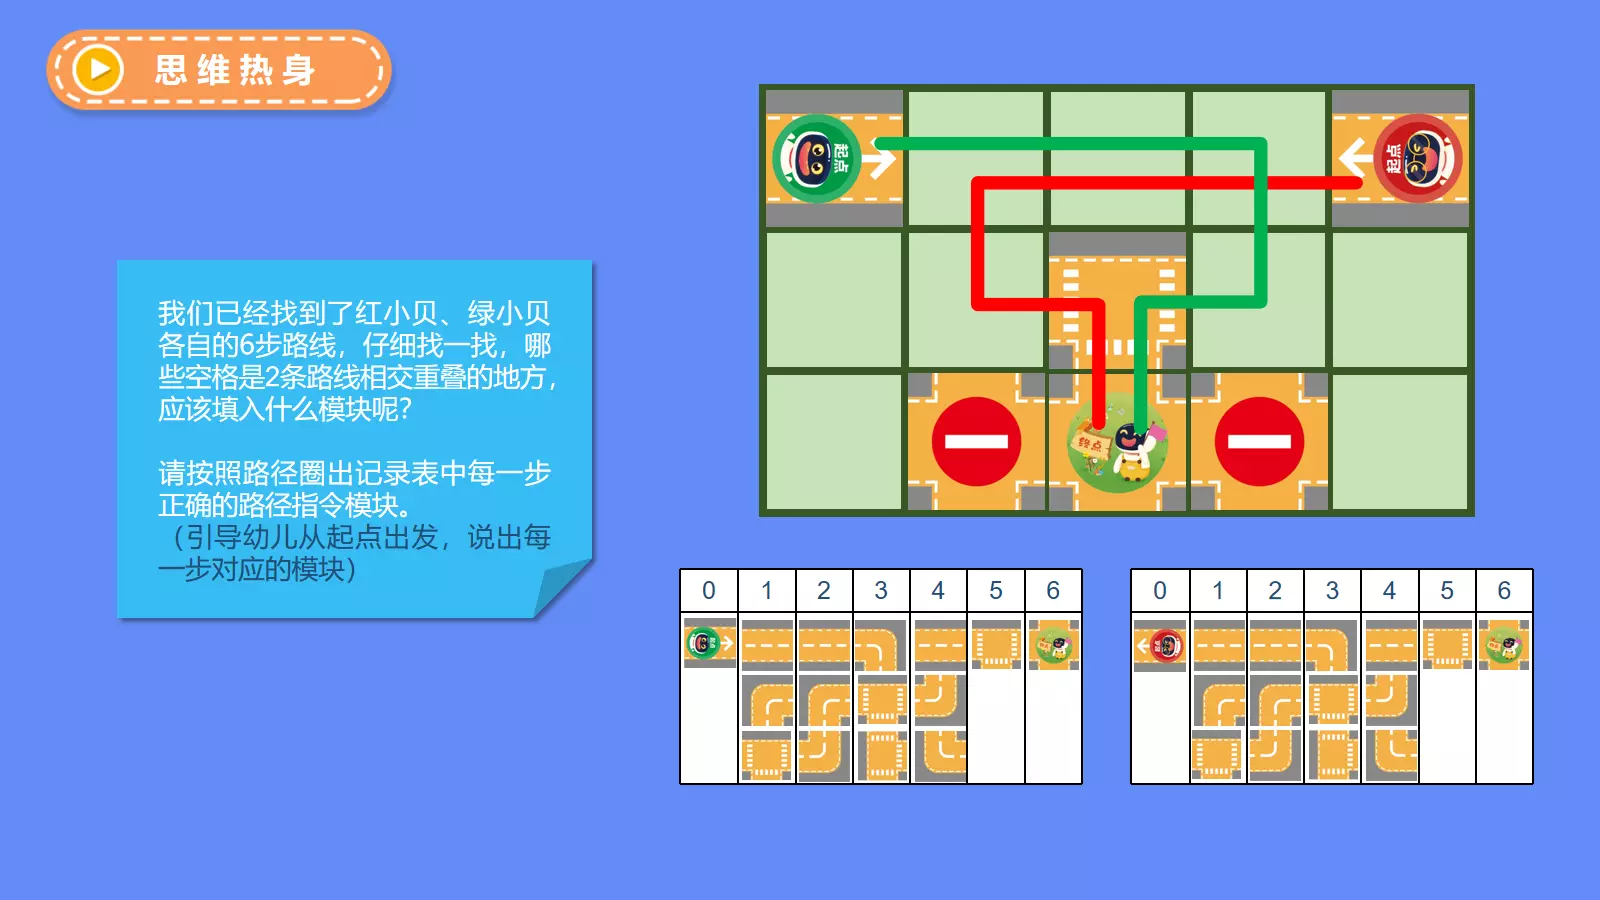 思维热身
起点
起点
我们已经找到了红小贝、绿小贝
各自的6步路线，仔细找一找，哪
些空格是2条路线相交重叠的地方，
应该填入什么模块呢？
请按照路径圈出记录表中每一步
正确的路径指令模块。
（引导幼儿从起点出发，说出每
一步对应的模块）
终点
0 1 2 3 4 5 6
0 1 2 3 4 5 6